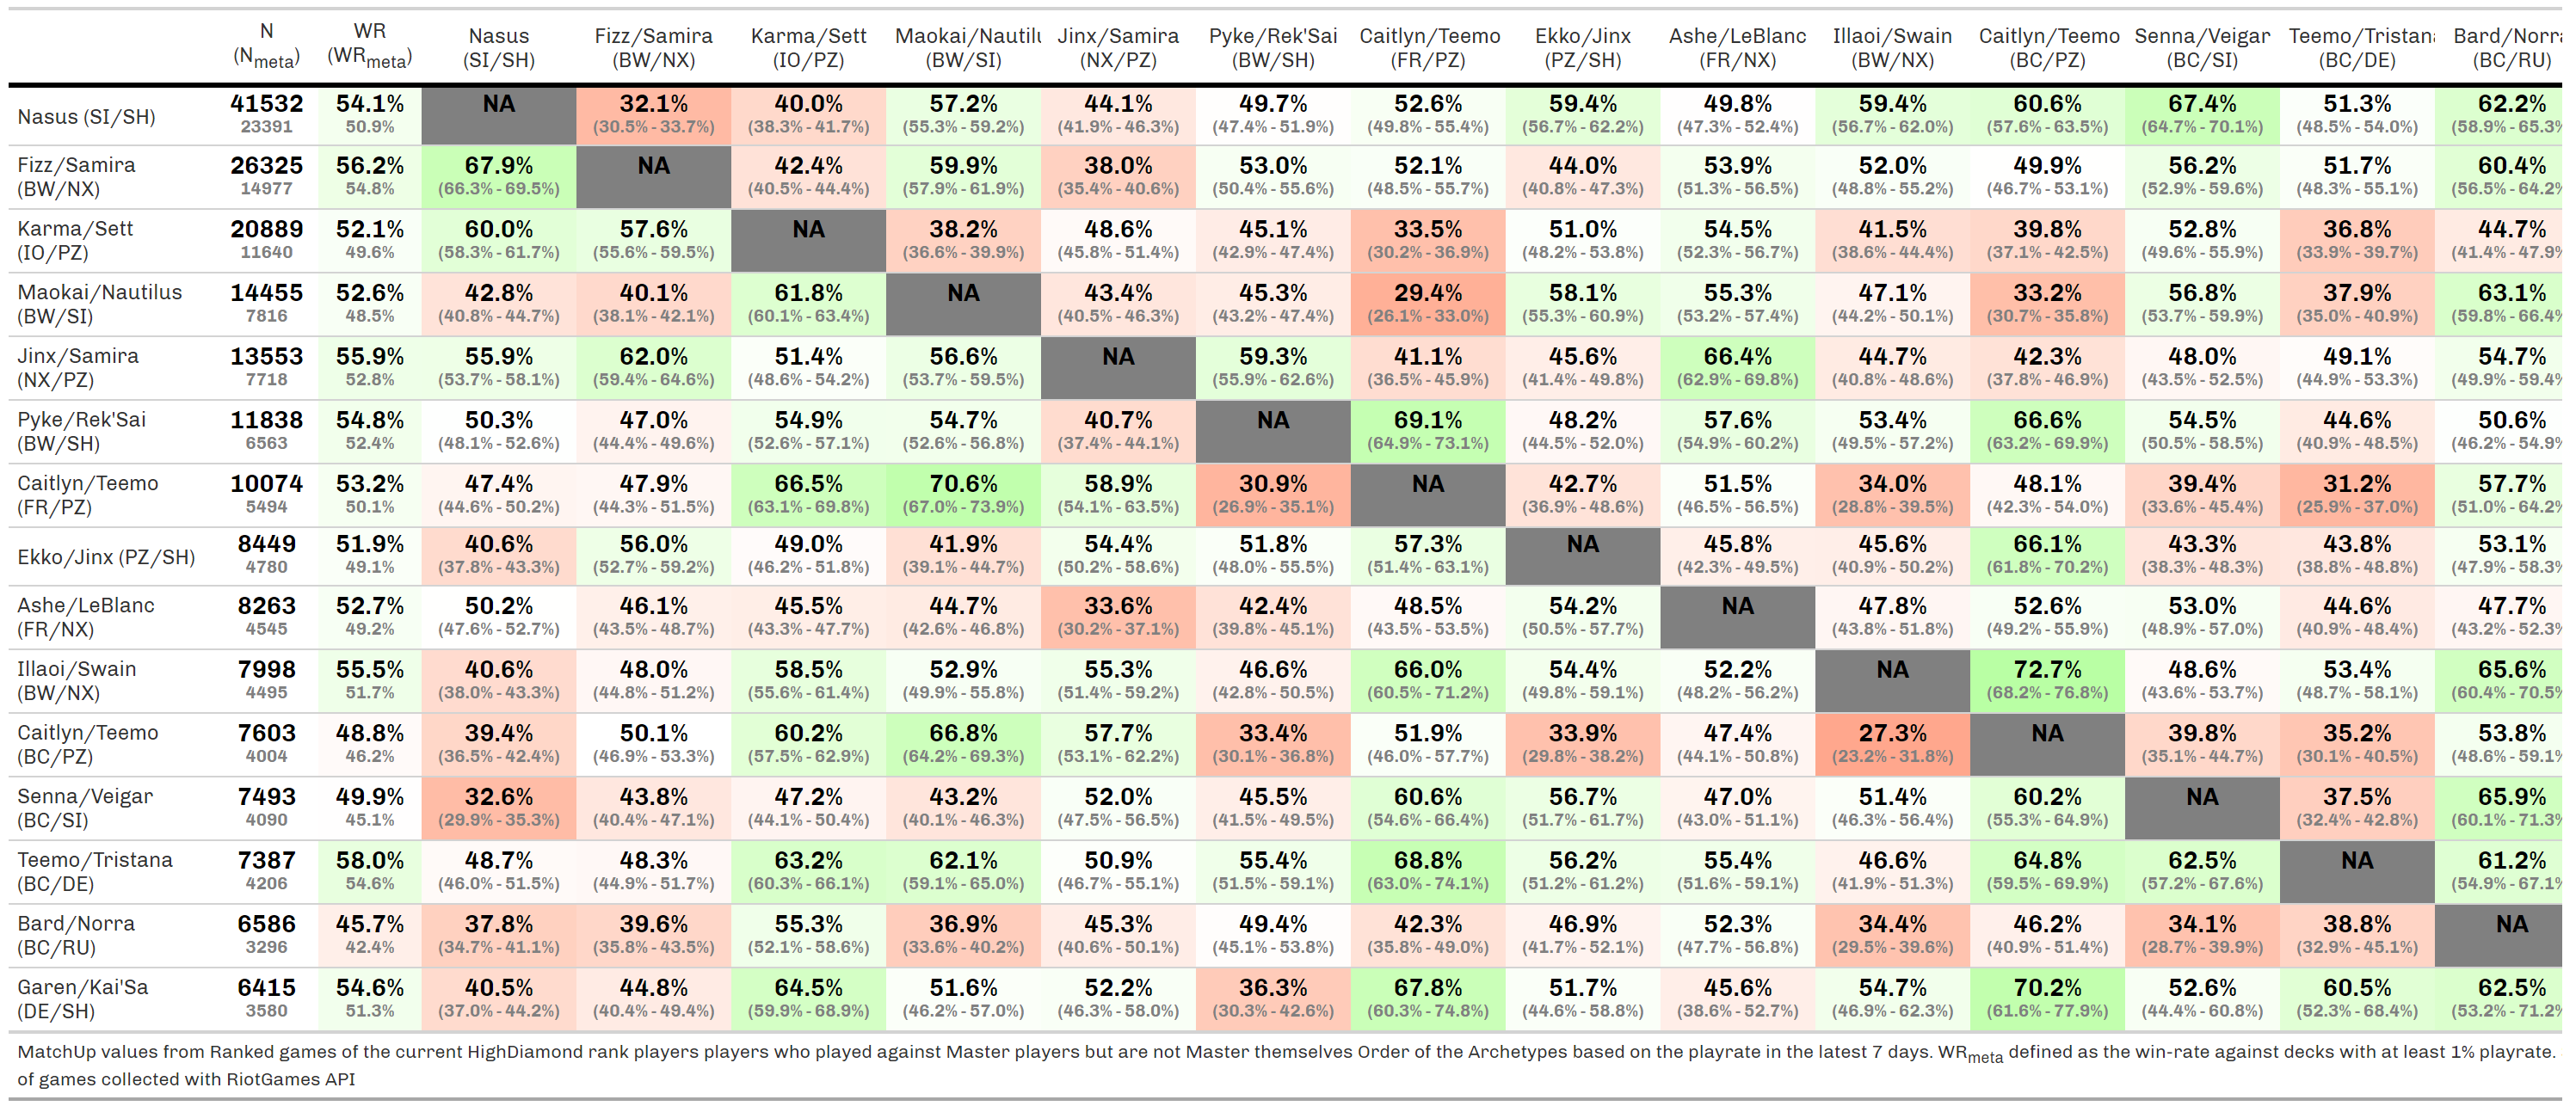 N WR Nasus Fizz/Samira Karma/Sett Maokai/Nautilu Jinx/Samira Pyke/Rek'Sai Caitlyn/Teemo Ekko/Jinx Ashe/LeBlanc Illaoi/Swain Caitlyn/Teemo Senna/Veigar Teemo/Tristana Bard/Norra
(Nmeta) (WRmeta) (SI/SH) (BW/NX) (IO/PZ) (BW/SI) (NX/PZ) (BW/SH) (FR/PZ) (PZ/SH) (FR/NX) (BW/NX) (BC/PZ) (BC/SI) (BC/DE) (BC/RU)
Nasus (SI/SH) 41532 54.1% NA 32.1% 40.0% 57.2% 44.1% 49.7% 52.6% 59.4% 49.8% 59.4% 60.6% 67.4% 51.3% 62.2%
23391 50.9% (30.5% - 33.7%) (38.3% - 41.7%) (55.3% - 59.2%) (41.9% - 46.3%) (47.4% - 51.9%) (49.8% - 55.4%) (56.7% - 62.2%) (47.3% - 52.4%) (56.7% - 62.0%) (57.6% - 63.5%) (64.7% - 70.1%) (48.5% - 54.0%) (58.9% - 65.3%
Fizz/Samira 26325 56.2% 67.9% NA 42.4% 59.9% 38.0% 53.0% 52.1% 44.0% 53.9% 52.0% 49.9% 56.2% 51.7% 60.4%
(BW/NX) 14977 54.8% (66.3% - 69.5%) (40.5% - 44.4%) (57.9% - 61.9%) (35.4% - 40.6%) (50.4% - 55.6%) (48.5% - 55.7%) (40.8% - 47.3%) (51.3% - 56.5%) (48.8% - 55.2%) (46.7% - 53.1%) (52.9% - 59.6%) (48.3% - 55.1%) (56.5% - 64.2%
Karma/Sett 20889 52.1% 60.0% 57.6% NA 38.2% 48.6% 45.1% 33.5% 51.0% 54.5% 41.5% 39.8% 52.8% 36.8% 44.7%
(IO/PZ) 11640 49.6% (58.3% - 61.7%) (55.6% - 59.5%) (36.6% - 39.9%) (45.8% - 51.4%) (42.9% - 47.4%) (30.2% - 36.9%) (48.2% - 53.8%) (52.3% - 56.7%) (38.6% - 44.4%) (37.1% - 42.5%) (49.6% - 55.9%) (33.9% - 39.7%) (41.4% - 47.9%
Maokai/Nautilus 14455 52.6% 42.8% 40.1% 61.8% NA 43.4% 45.3% 29.4% 58.1% 55.3% 47.1% 33.2% 56.8% 37.9% 63.1%
(BW/SI) 7816 48.5% (40.8% - 44.7%) (38.1% - 42.1%) (60.1% - 63.4%) (40.5% - 46.3%) (43.2% - 47.4%) (26.1% - 33.0%) (55.3% - 60.9%) (53.2% - 57.4%) (44.2% - 50.1%) (30.7% - 35.8%) (53.7% - 59.9%) (35.0% - 40.9%) (59.8% - 66.4%
Jinx/Samira 13553 55.9% 55.9% 62.0% 51.4% 56.6% NA 59.3% 41.1% 45.6% 66.4% 44.7% 42.3% 48.0% 49.1% 54.7%
(NX/PZ) 7718 52.8% (53.7% - 58.1%) (59.4% - 64.6%) (48.6% - 54.2%) (53.7% - 59.5%) (55.9% - 62.6%) (36.5% - 45.9%) (41.4% - 49.8%) (62.9% - 69.8%) (40.8% - 48.6%) (37.8% - 46.9%) (43.5% - 52.5%) (44.9% - 53.3%) (49.9% - 59.4%
Pyke/Rek'Sai 11838 54.8% 50.3% 47.0% 54.9% 54.7% 40.7% NA 69.1% 48.2% 57.6% 53.4% 66.6% 54.5% 44.6% 50.6%
(BW/SH) 6563 52.4% (48.1% - 52.6%) (44.4% - 49.6%) (52.6% - 57.1%) (52.6% - 56.8%) (37.4% - 44.1%) (64.9% - 73.1%) (44.5% - 52.0%) (54.9% - 60.2%) (49.5% - 57.2%) (63.2% - 69.9%) (50.5% - 58.5%) (40.9% - 48.5%) (46.2% - 54.9%
Caitlyn/Teemo 10074 53.2% 47.4% 47.9% 66.5% 70.6% 58.9% 30.9% NA 42.7% 51.5% 34.0% 48.1% 39.4% 31.2% 57.7%
(FR/PZ) 5494 50.1% (44.6% - 50.2%) (44.3% - 51.5%) (63.1% - 69.8%) (67.0% - 73.9%) (54.1% - 63.5%) (26.9% - 35.1%) (36.9% - 48.6%) (46.5% - 56.5%) (28.8% - 39.5%) (42.3% - 54.0%) (33.6% - 45.4%) (25.9% - 37.0%) (51.0% - 64.2%
Ekko/Jinx (PZ/SH) 8449 51.9% 40.6% 56.0% 49.0% 41.9% 54.4% 51.8% 57.3% NA 45.8% 45.6% 66.1% 43.3% 43.8% 53.1%
4780 49.1% (37.8% - 43.3%) (52.7% - 59.2%) (46.2% - 51.8%) (39.1% - 44.7%) (50.2% - 58.6%) (48.0% - 55.5%) (51.4% - 63.1%) (42.3% - 49.5%) (40.9% - 50.2%) (61.8% - 70.2%) (38.3% - 48.3%) (38.8% - 48.8%) (47.9% - 58.3%
Ashe/LeBlanc 8263 52.7% 50.2% 46.1% 45.5% 44.7% 33.6% 42.4% 48.5% 54.2% NA 47.8% 52.6% 53.0% 44.6% 47.7%
(FR/NX) 4545 49.2% (47.6% - 52.7%) (43.5% - 48.7%) (43.3% - 47.7%) (42.6% - 46.8%) (30.2% - 37.1%) (39.8% - 45.1%) (43.5% - 53.5%) (50.5% - 57.7%) (43.8% - 51.8%) (49.2% - 55.9%) (48.9% - 57.0%) (40.9% - 48.4%) (43.2% - 52.3%
Illaoi/Swain 7998 55.5% 40.6% 48.0% 58.5% 52.9% 55.3% 46.6% 66.0% 54.4% 52.2% NA 72.7% 48.6% 53.4% 65.6%
(BW/NX) 4495 51.7% (38.0% - 43.3%) (44.8% - 51.2%) (55.6% - 61.4%) (49.9% - 55.8%) (51.4% - 59.2%) (42.8% - 50.5%) (60.5% - 71.2%) (49.8% - 59.1%) (48.2% - 56.2%) (68.2% - 76.8%) (43.6% - 53.7%) (48.7% - 58.1%) (60.4% - 70.5%
Caitlyn/Teemo 7603 48.8% 39.4% 50.1% 60.2% 66.8% 57.7% 33.4% 51.9% 33.9% 47.4% 27.3% NA 39.8% 35.2% 53.8%
(BC/PZ) 4004 46.2% (36.5% - 42.4%) (46.9% - 53.3%) (57.5% - 62.9%) (64.2% - 69.3%) (53.1% - 62.2%) (30.1% - 36.8%) (46.0% - 57.7%) (29.8% - 38.2%) (44.1% - 50.8%) (23.2% - 31.8%) (35.1% - 44.7%) (30.1% - 40.5%) (48.6% - 59.1%
Senna/Veigar 7493 49.9% 32.6% 43.8% 47.2% 43.2% 52.0% 45.5% 60.6% 56.7% 47.0% 51.4% 60.2% NA 37.5% 65.9%
(BC/SI) 4090 45.1% (29.9% - 35.3%) (40.4% - 47.1%) (44.1% - 50.4%) (40.1% - 46.3%) (47.5% - 56.5%) (41.5% - 49.5%) (54.6% - 66.4%) (51.7% - 61.7%) (43.0% - 51.1%) (46.3% - 56.4%) (55.3% - 64.9%) (32.4% - 42.8%) (60.1% - 71.3%
Teemo/Tristana 7387 58.0% 48.7% 48.3% 63.2% 62.1% 50.9% 55.4% 68.8% 56.2% 55.4% 46.6% 64.8% 62.5% NA 61.2%
(BC/DE) 4206 54.6% (46.0% - 51.5%) (44.9% - 51.7%) (60.3% - 66.1%) (59.1% - 65.0%) (46.7% - 55.1%) (51.5% - 59.1%) (63.0% - 74.1%) (51.2% - 61.2%) (51.6% - 59.1%) (41.9% - 51.3%) (59.5% - 69.9%) (57.2% - 67.6%) (54.9% - 67.1%
Bard/Norra 6586 45.7% 37.8% 39.6% 55.3% 36.9% 45.3% 49.4% 42.3% 46.9% 52.3% 34.4% 46.2% 34.1% 38.8% NA
(BC/RU) 3296 42.4% (34.7% - 41.1%) (35.8% - 43.5%) (52.1% - 58.6%) (33.6% - 40.2%) (40.6% - 50.1%) (45.1% - 53.8%) (35.8% - 49.0%) (41.7% - 52.1%) (47.7% - 56.8%) (29.5% - 39.6%) (40.9% - 51.4%) (28.7% - 39.9%) (32.9% - 45.1%)
Garen/Kai'Sa 6415 54.6% 40.5% 44.8% 64.5% 51.6% 52.2% 36.3% 67.8% 51.7% 45.6% 54.7% 70.2% 52.6% 60.5% 62.5%
(DE/SH) 3580 51.3% (37.0% - 44.2%) (40.4% - 49.4%) (59.9% - 68.9%) (46.2% - 57.0%) (46.3% - 58.0%) (30.3% - 42.6%) (60.3% - 74.8%) (44.6% - 58.8%) (38.6% - 52.7%) (46.9% - 62.3%) (61.6% - 77.9%) (44.4% - 60.8%) (52.3% - 68.4%) (53.2% - 71.2%
MatchUp values from Ranked games of the current HighDiamond rank players players who played against Master players but are not Master themselves Order of the Archetypes based on the playrate in the latest 7 days. WRmeta defined as the win-rate against decks with at least 1% playrate.
of games collected with RiotGames API